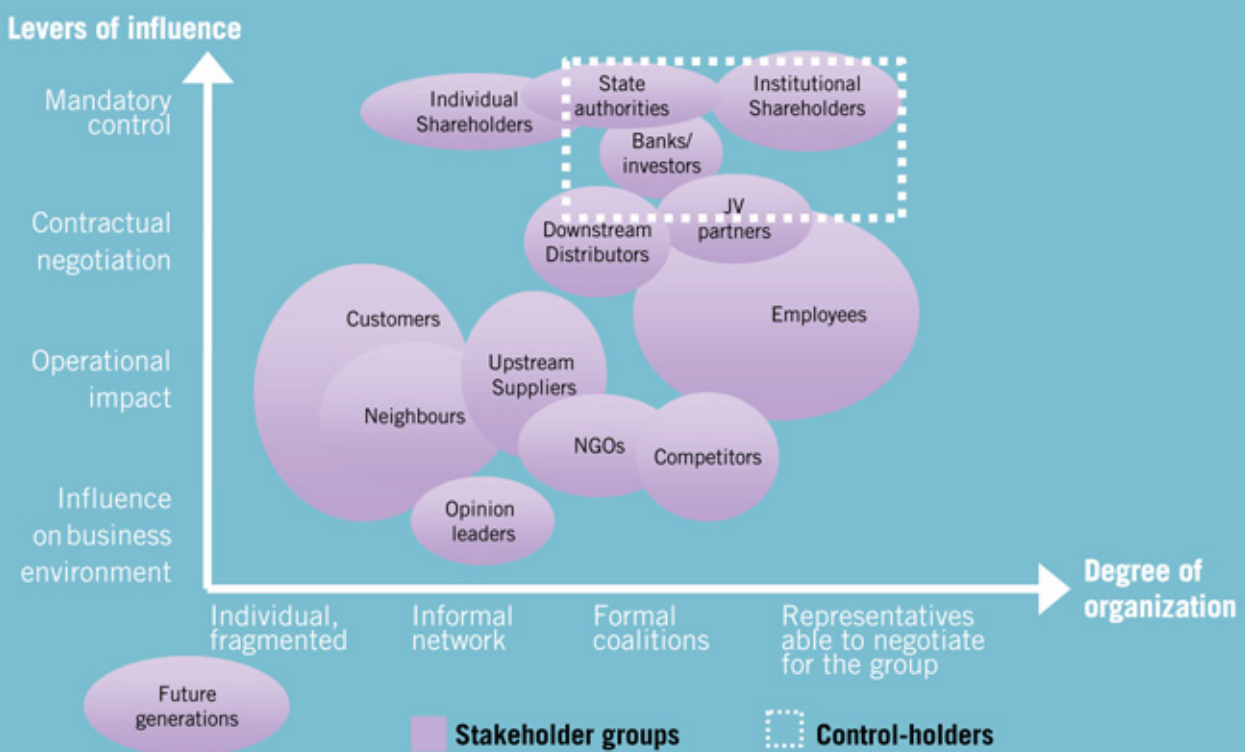 Levers of influence
Mandatory
control
Contractual
negotiation
Operational
impact
Influence
on business
environment
Individual
Shareholders
State
authorities
Institutional
Shareholders
Banks/
investors
JV
partners
Downstream
Distributors
Employees
Customers
Upstream
Suppliers
Neighbours
NGOs
Competitors
Opinion
leaders
Degree of
organization
Individual,
fragmented
Informal
network
Formal
coalitions
Representatives
able to negotiate
for the group
Future
generations
Stakeholder groups
Control-holders